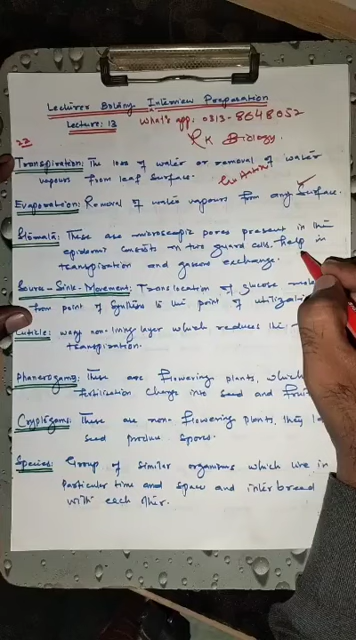 Lecturer Botany Interview Preparation
Lecture: 13 What's app: 0313-8648052
RK Biology.
23
Transpiration: The loss of water or removal of water
vapours from leaf surface.
Evaporation: Removal of water vapours from any surface.
Stomata: These are microscopic pores present in their
epidermis consists on two guard cells. help in
transpiration and gaseous exchange.
Source-Sink-Movement: Translocation of glucose
from point of synthesis to the point of
Cuticle: waxy non-lining layer which reduces the
transpiration.
Phanerogams: These are flowering plants, which
fertilization change into seed and
Cryptogams: These are non-flowering plants, they
seed produce spores.
Species: Group of similar organisms which live in
particular time and space and interbreed
with each other.